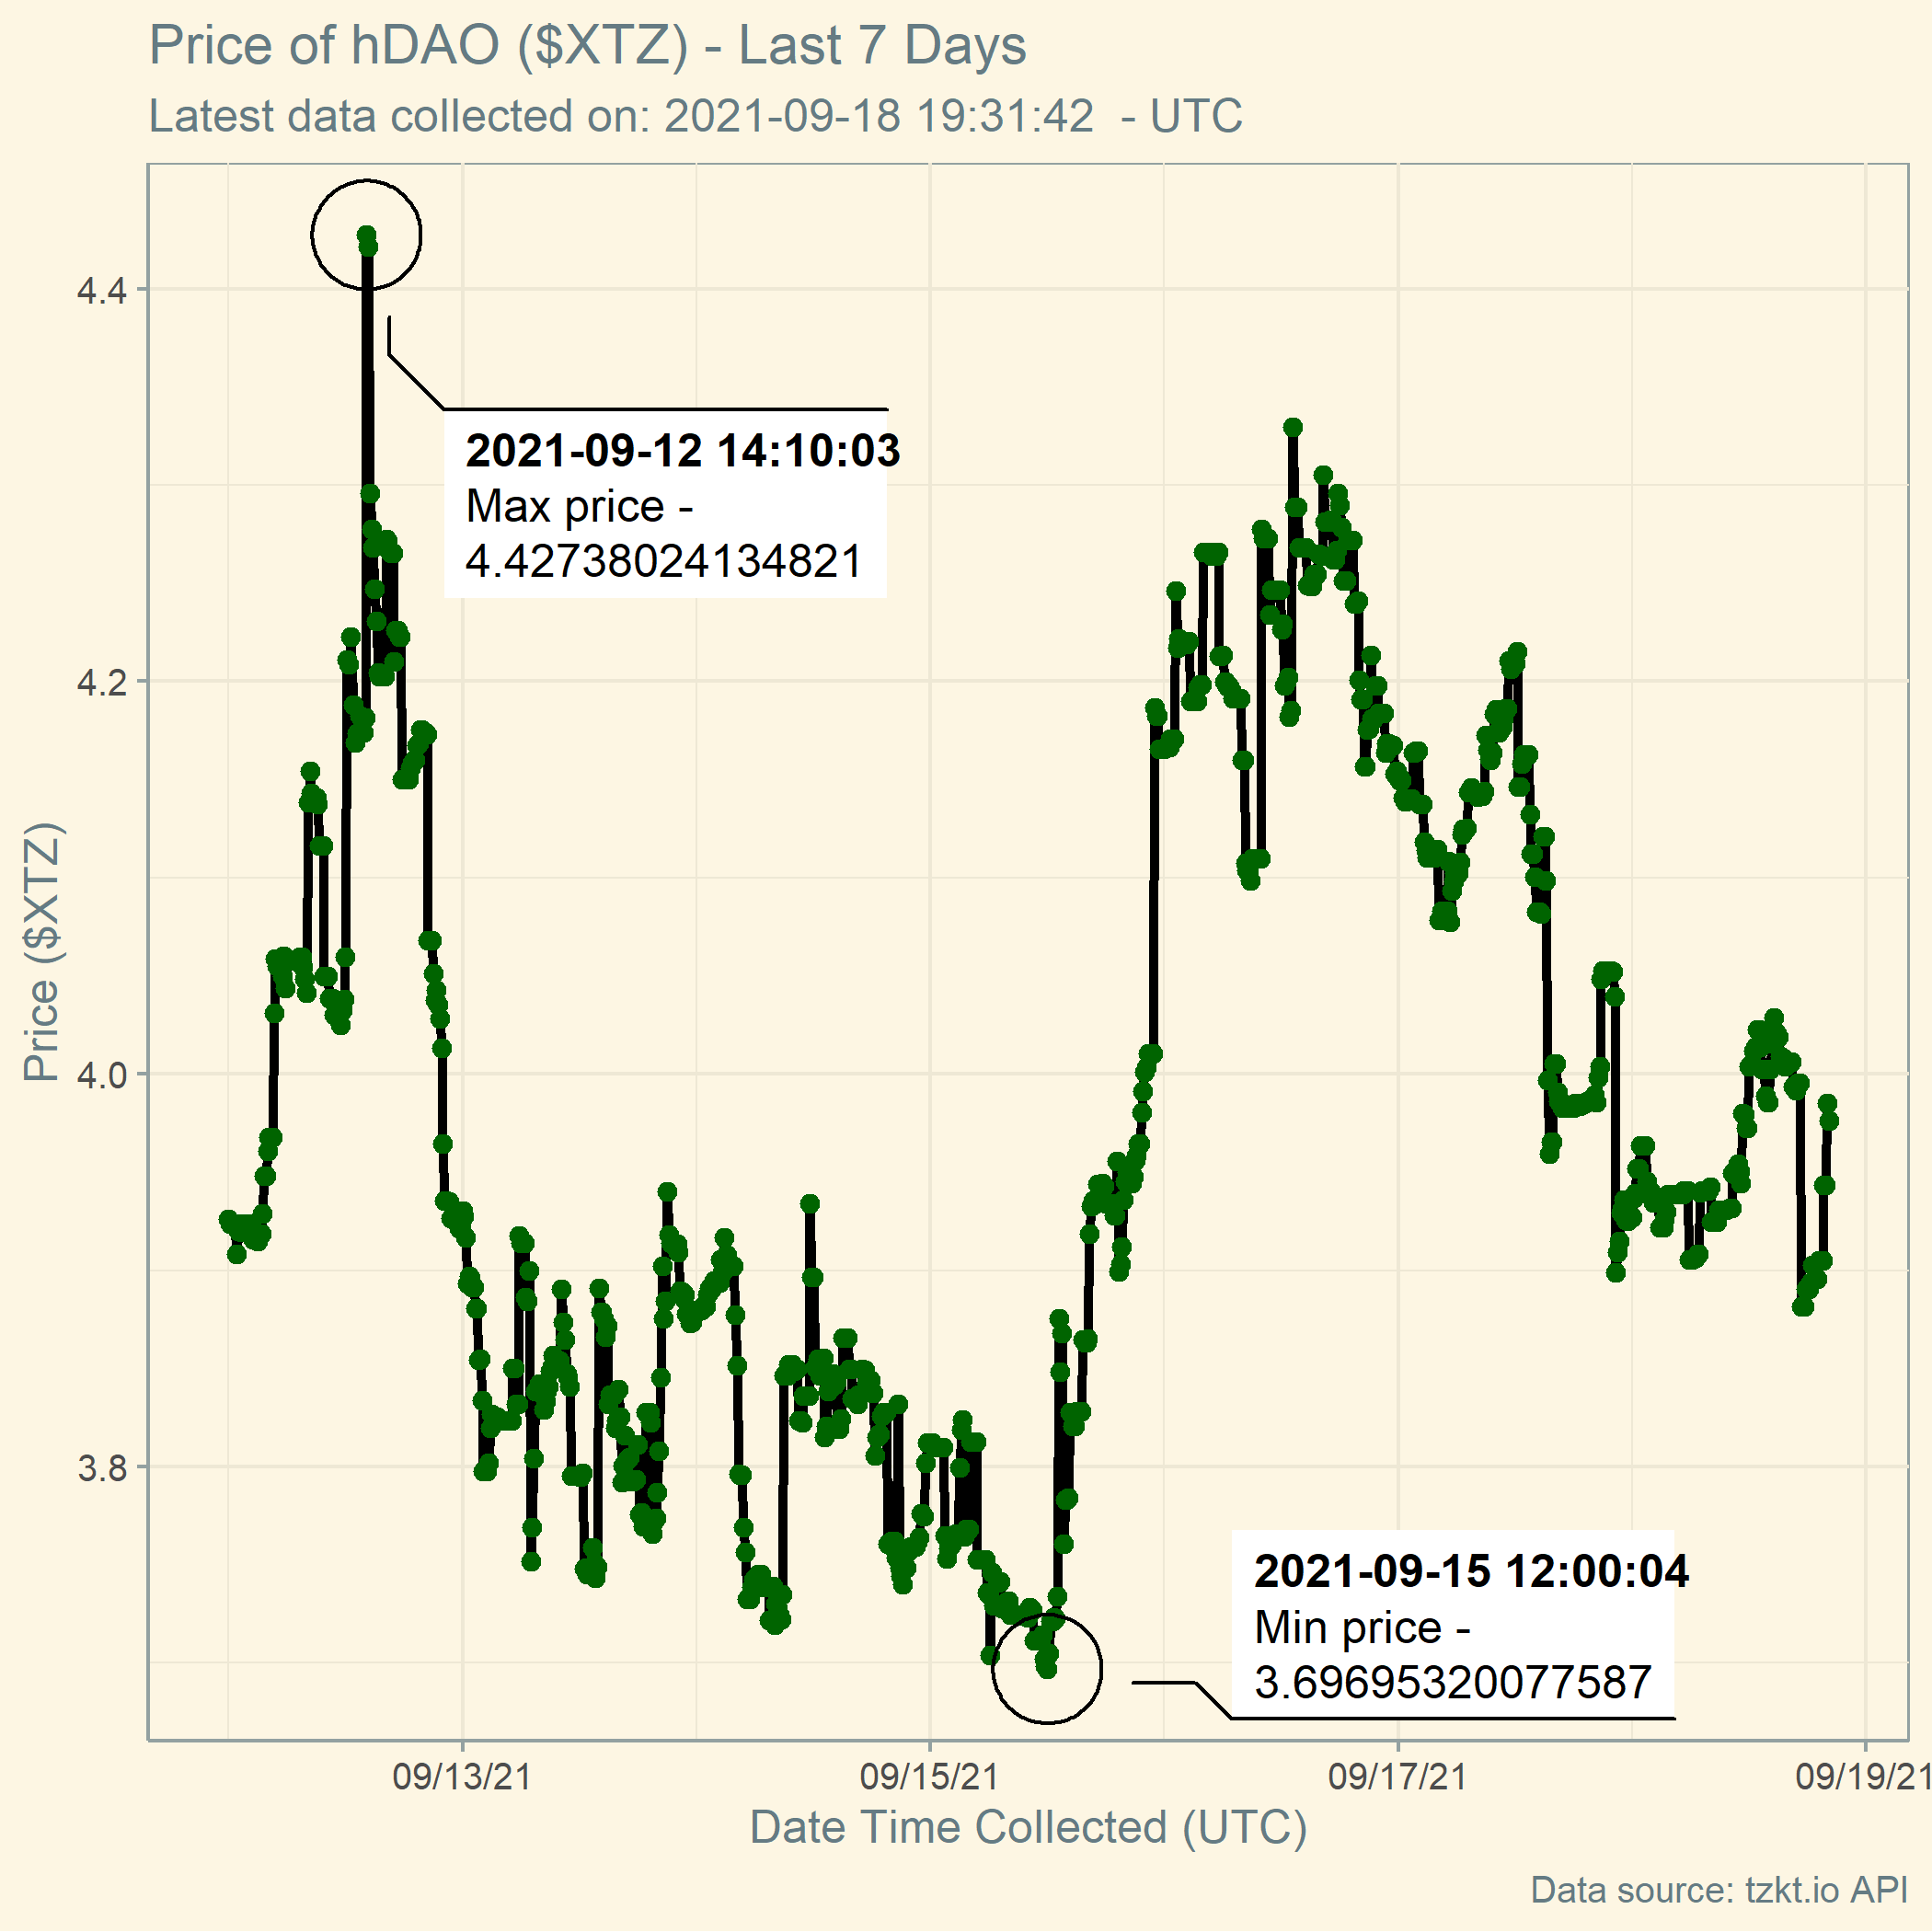 Price of hDAO ($XTZ) - Last 7 Days
Latest data collected on: 2021-09-18 19:31:42  - UTC
4.4
4.2
4.0
3.8
Price ($XTZ)
2021-09-12 14:10:03
Max price -
4.42738024134821
2021-09-15 12:00:04
Min price -
3.69695320077587
09/13/21
09/15/21
09/17/21
09/19/21
Date Time Collected (UTC)
Data source: tzkt.io API